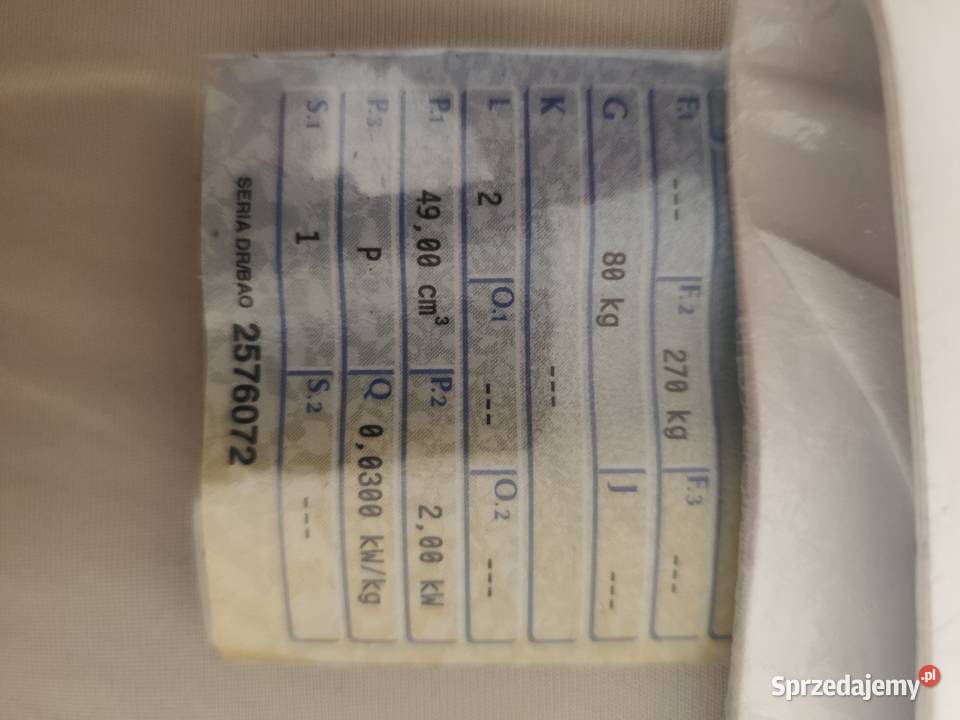 F.1 --- F.2 270 kg F.3 ---
G 80 kg J ---
K ---
L 2 O.1 --- O.2 ---
P.1 49,00 cm³ P.2 2,00 kW
P.3 P Q 0,0300 kW/kg
S.1 1 S.2 ---
SERIA DR/BAO 2576072
Sprzedajemy.pl